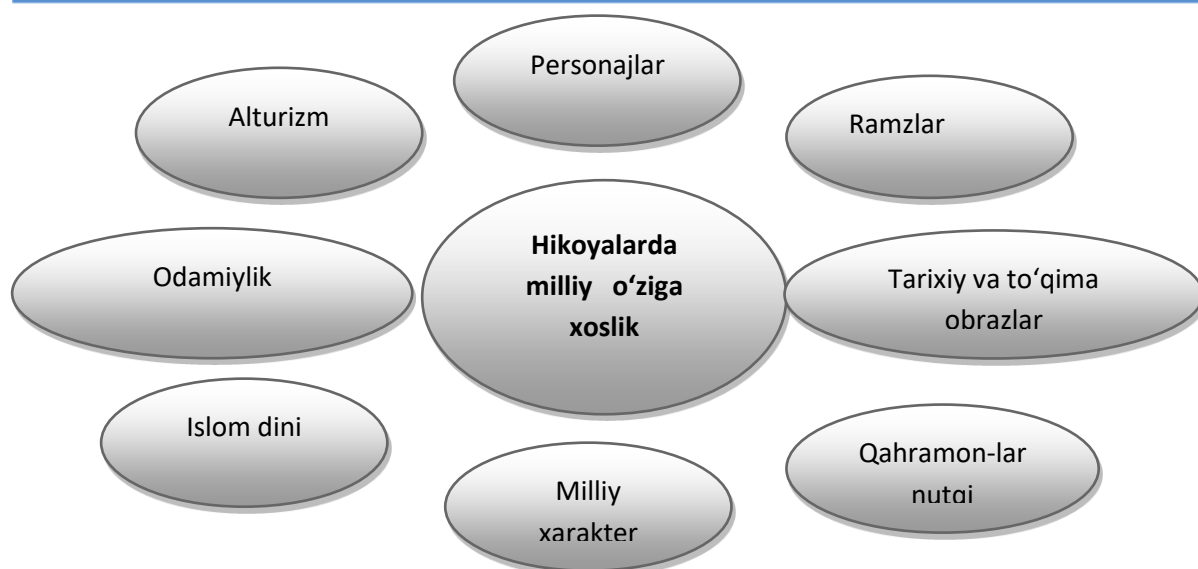 Personajlar
Alturizm
Ramzlar
Hikoyalarda
milliy o‘ziga
xoslik
Odamiylik
Tarixiy va to‘qima
obrazlar
Islom dini
Qahramon-lar
nutqi
Milliy
xarakter